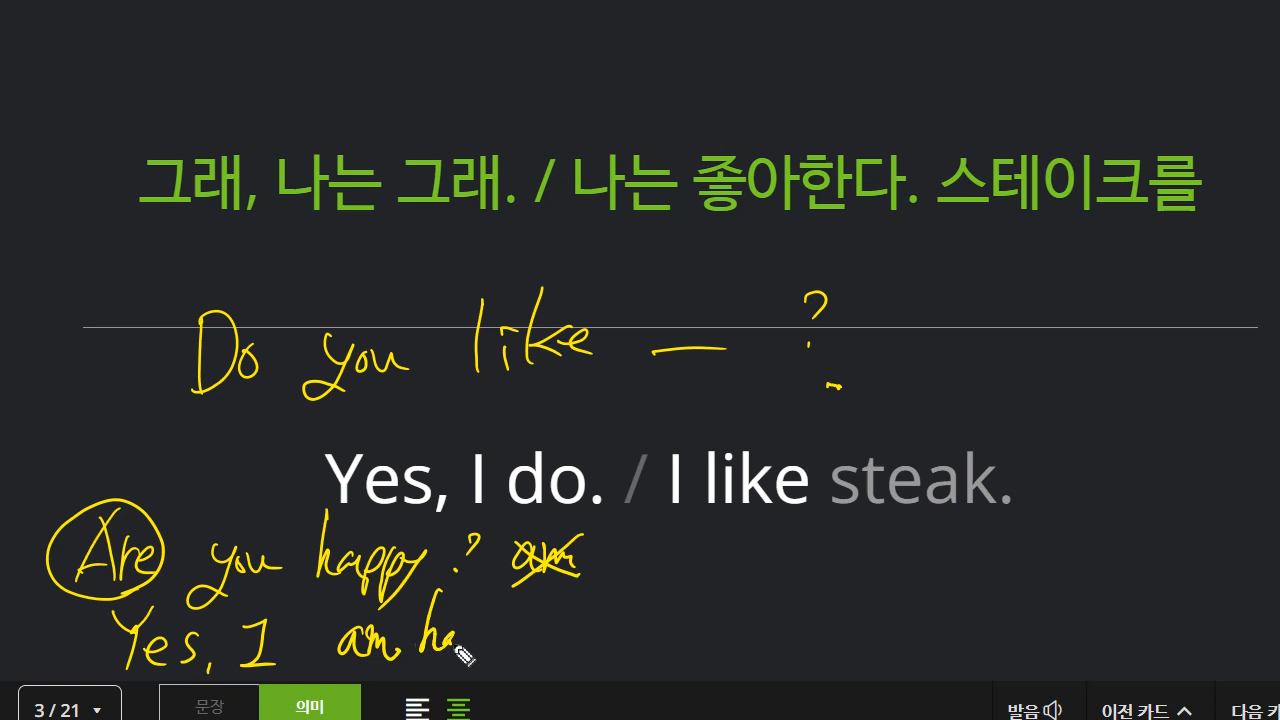 그래, 나는 그래. / 나는 좋아한다. 스테이크를
Do you like — ?
Yes, I do. / I like steak.
Are you happy?
Yes, I am. ha
3 / 21 문장 의미 발음 이전 카드 다음